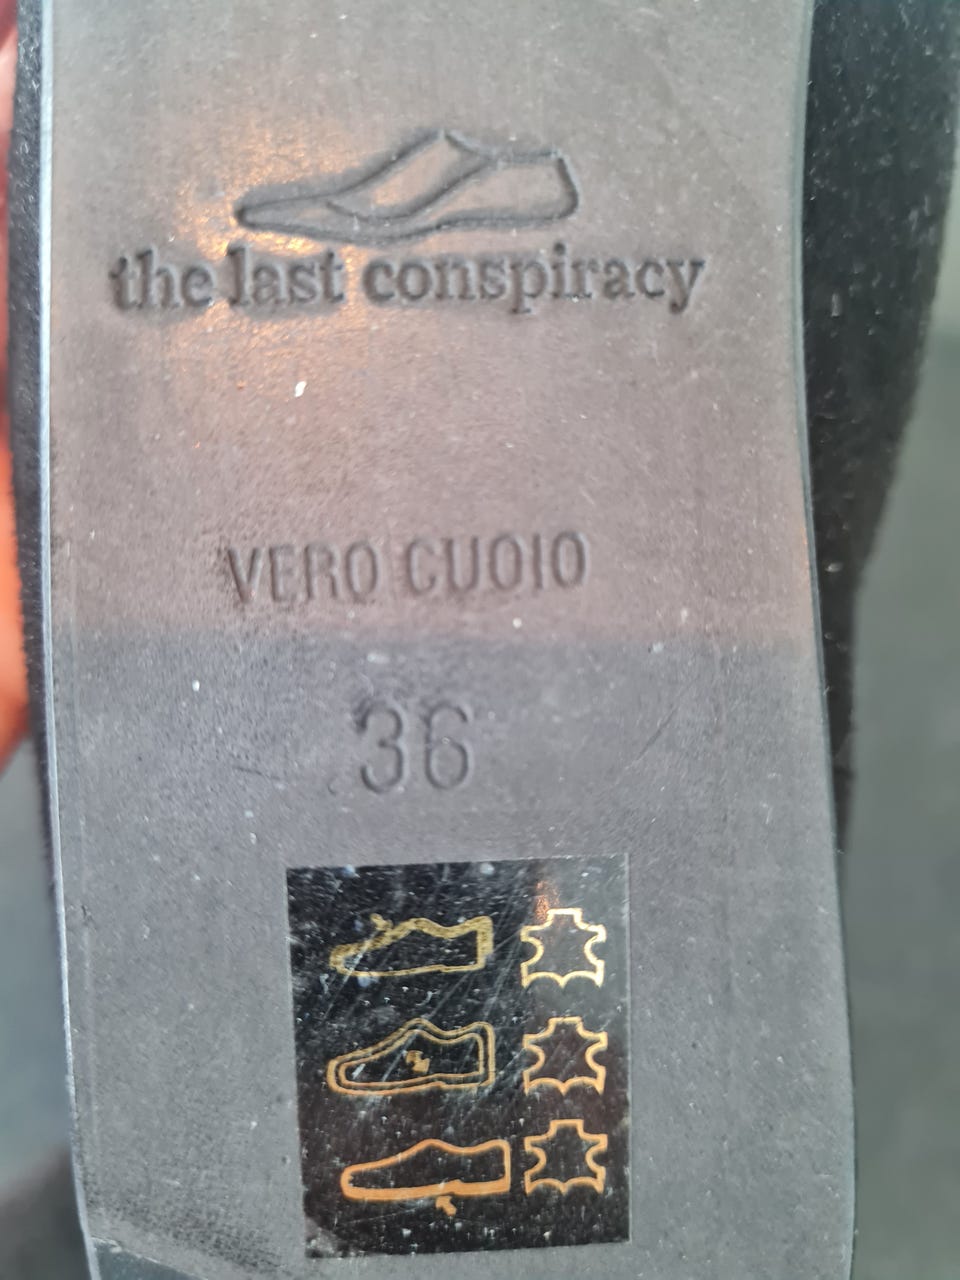 the last conspiracy
VERO CUOIO
36